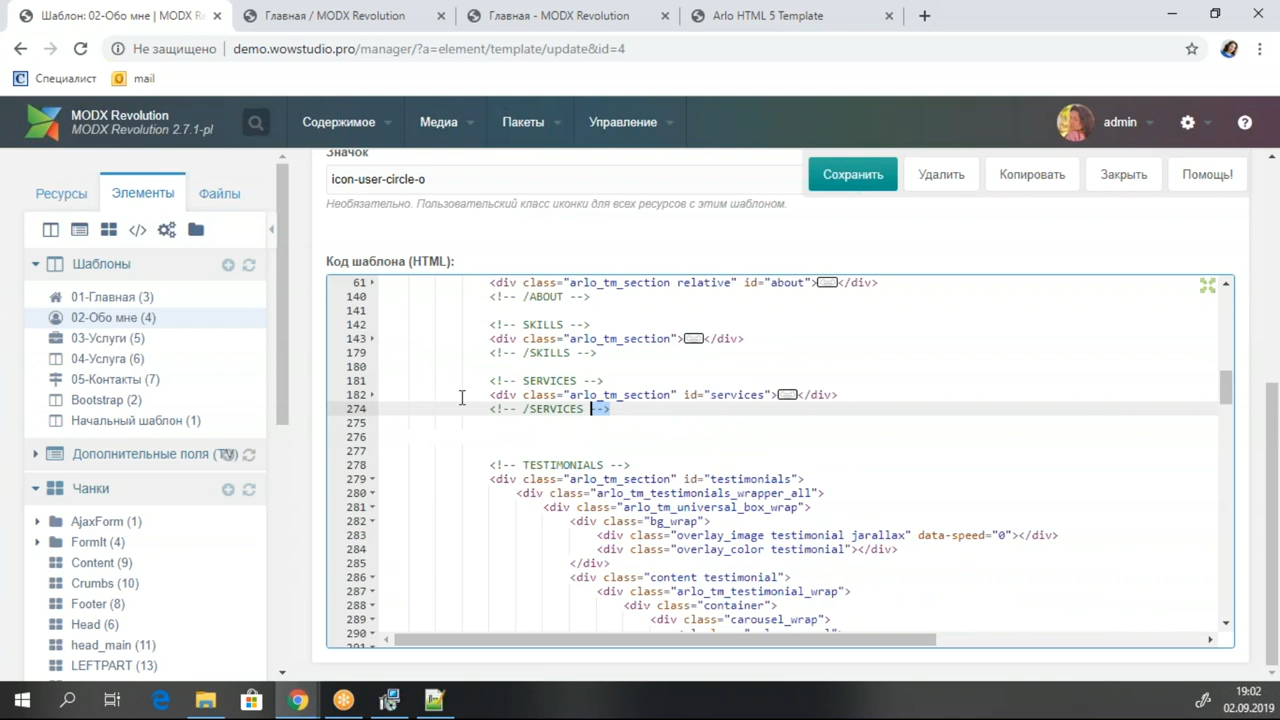 Шаблон: 02-Обо мне | MODX Re
Главная / MODX Revolution
Главная - MODX Revolution
Arlo HTML 5 Template
Не защищено
demo.wowstudio.pro/manager/?a=element/template/update&id=4
Специалист
mail
MODX Revolution
MODX Revolution 2.7.1-pl
Содержимое
Медиа
Пакеты
Управление
admin
Значок
icon-user-circle-o
Сохранить
Удалить
Копировать
Закрыть
Помощь!
Необязательно. Пользовательский класс иконки для всех ресурсов с этим шаблоном.
Ресурсы
Элементы
Файлы
Шаблоны
01-Главная (3)
02-Обо мне (4)
03-Услуги (5)
04-Услуга (6)
05-Контакты (7)
Bootstrap (2)
Начальный шаблон (1)
Дополнительные поля (TV)
Чанки
AjaxForm (1)
FormIt (4)
Content (9)
Crumbs (10)
Footer (8)
Head (6)
head_main (11)
LEFTPART (13)
Код шаблона (HTML):
61 <div class="arlo_tm_section relative" id="about"></div>
140 <!-- /ABOUT -->
141
142 <!-- SKILLS -->
143 <div class="arlo_tm_section"></div>
179 <!-- /SKILLS -->
180
181 <!-- SERVICES -->
182 <div class="arlo_tm_section" id="services"></div>
274 <!-- /SERVICES -->
275
276
277
278 <!-- TESTIMONIALS -->
279 <div class="arlo_tm_section" id="testimonials">
280 <div class="arlo_tm_testimonials_wrapper_all">
281 <div class="arlo_tm_universal_box_wrap">
282 <div class="bg_wrap">
283 <div class="overlay_image testimonial jarallax" data-speed="0"></div>
284 <div class="overlay_color testimonial"></div>
285 </div>
286 <div class="content testimonial">
287 <div class="arlo_tm_testimonial_wrap">
288 <div class="container">
289 <div class="carousel_wrap">
290
19:02
02.09.2019